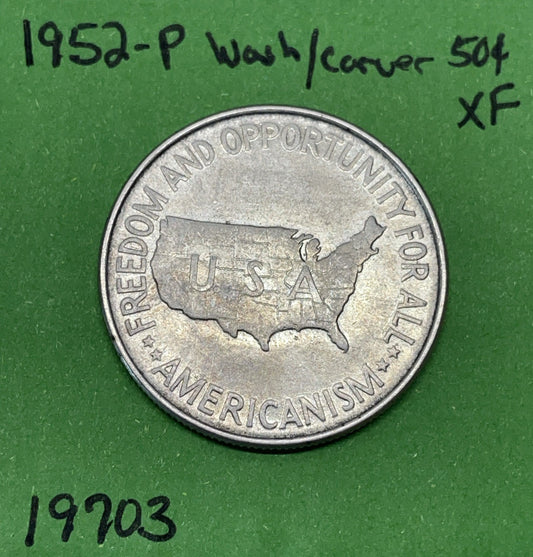 1952-P Wash/Carver 50¢
XF
FREEDOM AND OPPORTUNITY FOR ALL
U S A
★★ AMERICANISM ★★
19703